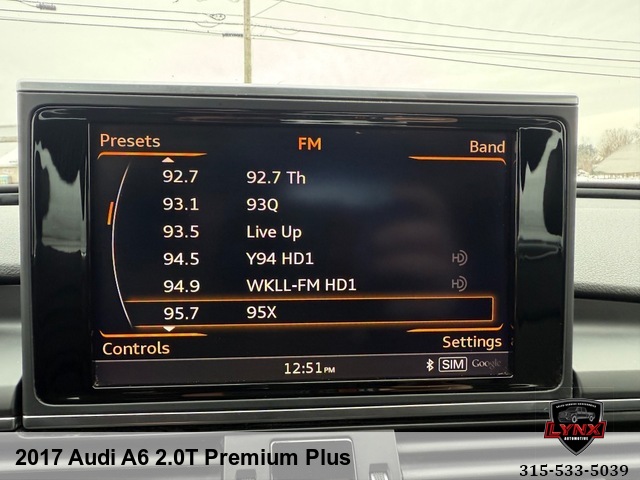 Presets FM Band
92.7 92.7 Th
93.1 93Q
93.5 Live Up
94.5 Y94 HD1
94.9 WKLL-FM HD1
95.7 95X
Controls Settings
12:51 PM SIM Google
LYNX
AUTOMOTIVE
2017 Audi A6 2.0T Premium Plus
315-533-5039